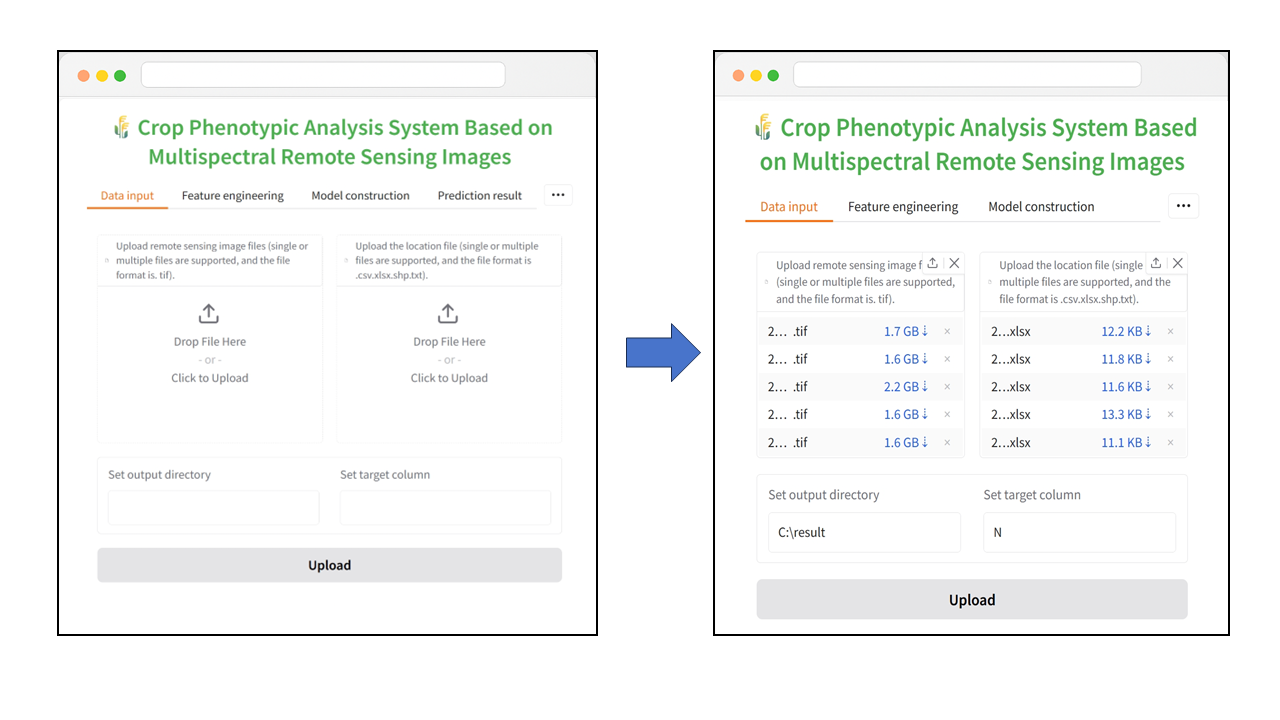 Crop Phenotypic Analysis System Based on
Multispectral Remote Sensing Images
Data input
Feature engineering
Model construction
Prediction result
•••
Upload remote sensing image files (single or
multiple files are supported, and the file
format is. tif).
Upload the location file (single or multiple
files are supported, and the file format is
.csv.xlsx.shp.txt).
Drop File Here
- or -
Click to Upload
Drop File Here
- or -
Click to Upload
Set output directory
Set target column
Upload
Crop Phenotypic Analysis System Based
on Multispectral Remote Sensing Images
Data input
Feature engineering
Model construction
•••
Upload remote sensing image f
(single or multiple files are supported,
and the file format is. tif).
2… .tif 1.7 GB⇣ ×
2… .tif 1.6 GB⇣ ×
2… .tif 2.2 GB⇣ ×
2… .tif 1.6 GB⇣ ×
2… .tif 1.6 GB⇣ ×
Upload the location file (single
multiple files are supported, and the
file format is .csv.xlsx.shp.txt).
2…xlsx 12.2 KB⇣ ×
2…xlsx 11.8 KB⇣ ×
2…xlsx 11.6 KB⇣ ×
2…xlsx 13.3 KB⇣ ×
2…xlsx 11.1 KB⇣ ×
Set output directory
C:\result
Set target column
N
Upload